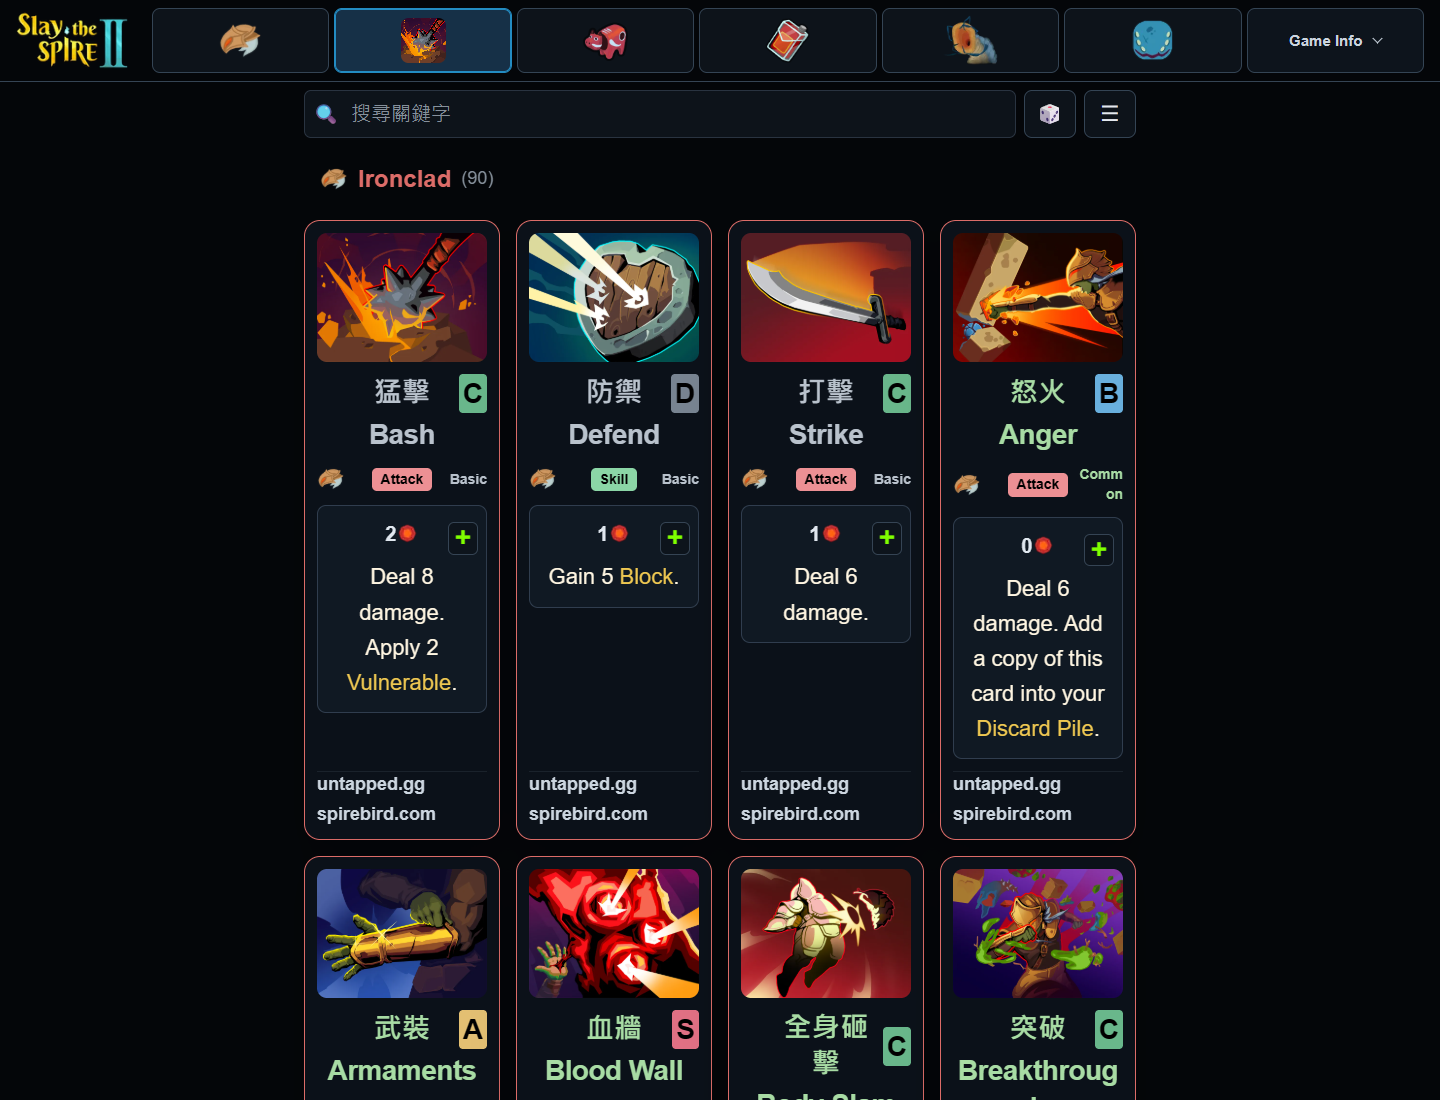 Slay the
SPIRE II
Game Info
搜尋關鍵字
Ironclad (90)
猛擊 C
Bash
Attack Basic
2
Deal 8
damage.
Apply 2
Vulnerable.
untapped.gg
spirebird.com
防禦 D
Defend
Skill Basic
1
Gain 5 Block.
untapped.gg
spirebird.com
打擊 C
Strike
Attack Basic
1
Deal 6
damage.
untapped.gg
spirebird.com
怒火 B
Anger
Attack Comm
on
0
Deal 6
damage. Add
a copy of this
card into your
Discard Pile.
untapped.gg
spirebird.com
武裝 A
Armaments
血牆 S
Blood Wall
全身砸
擊 C
Body Slam
突破 C
Breakthroug